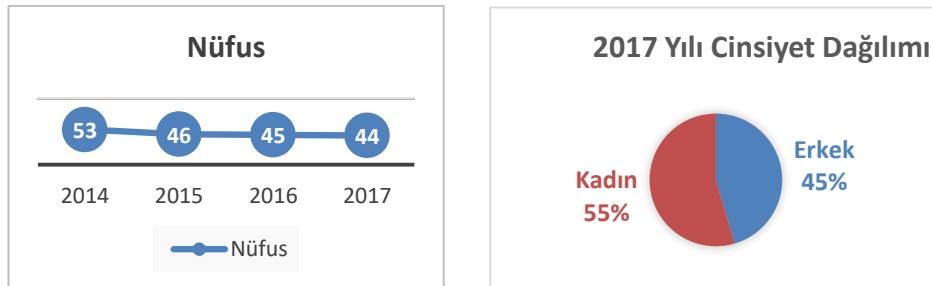 Nüfus
53
46
45
44
2014
2015
2016
2017
Nüfus
2017 Yılı Cinsiyet Dağılımı
Erkek
45%
Kadın
55%